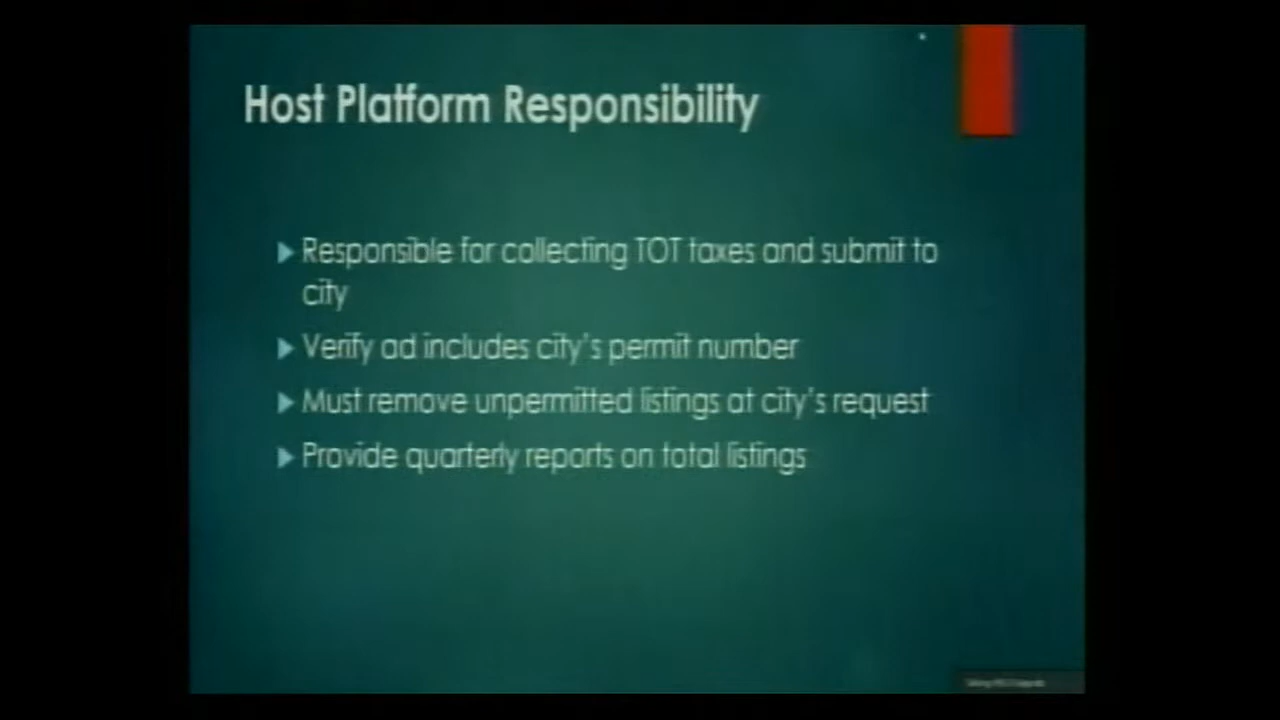 Host Platform Responsibility
Responsible for collecting TOT taxes and submit to
city
Verify ad includes city's permit number
Must remove unpermitted listings at city's request
Provide quarterly reports on total listings